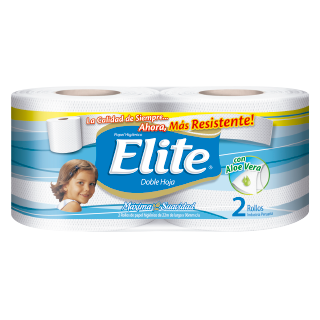 La Calidad de Siempre...
Ahora, Más Resistente!
Papel Higiénico
Elite®
Doble Hoja
con
Aloe Vera
Máxima Suavidad
2 Rollos